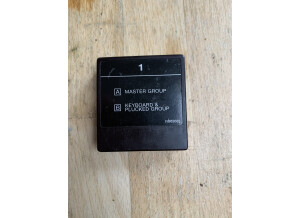 1
A MASTER GROUP
B KEYBOARD &
PLUCKED GROUP